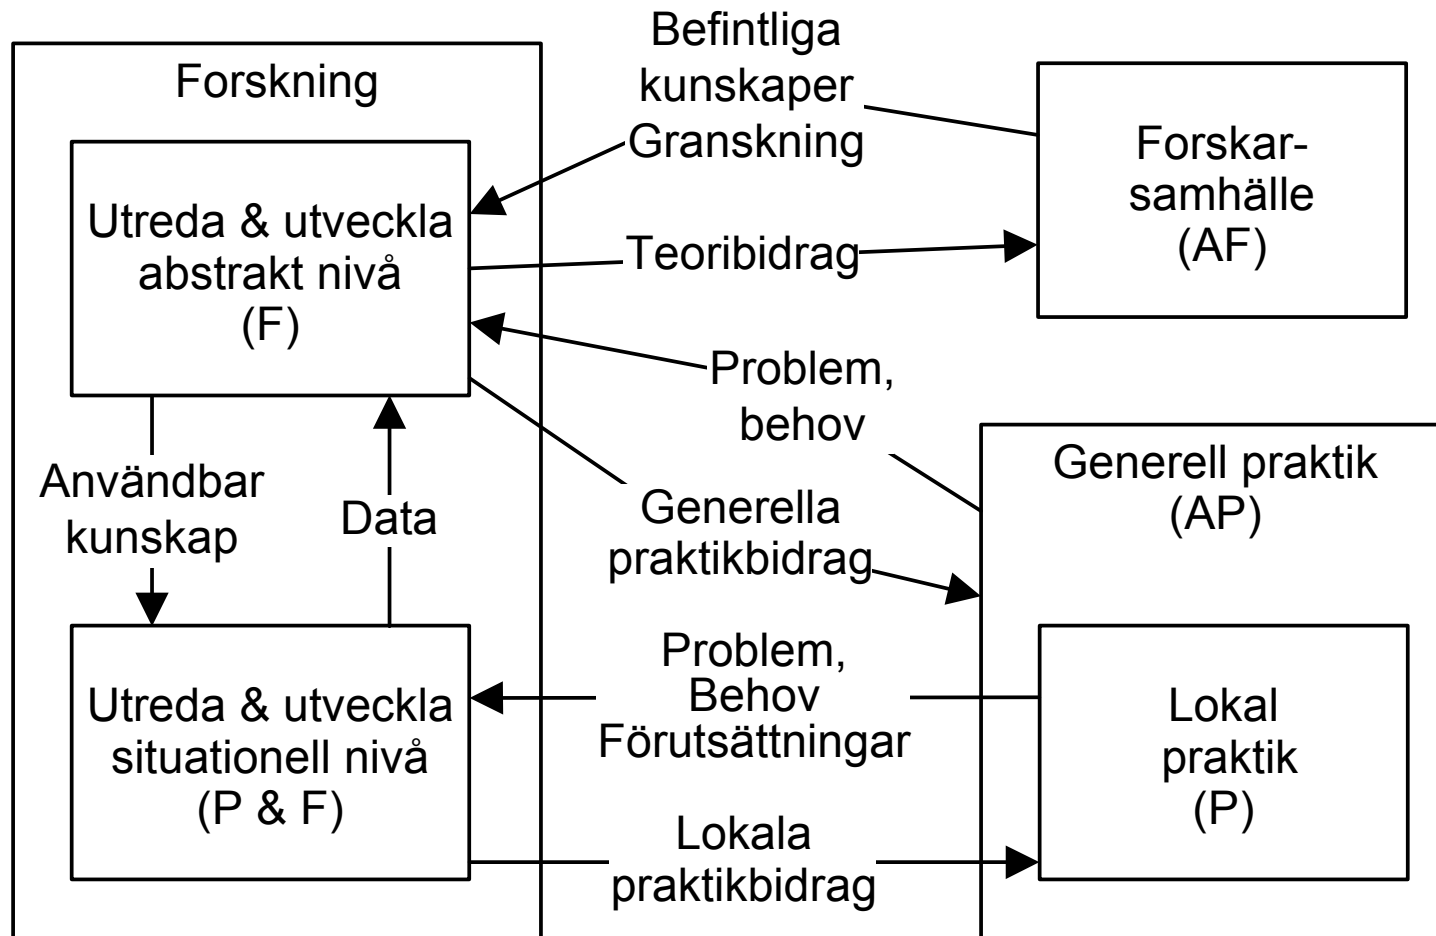 Forskning
Utreda & utveckla
abstrakt nivå
(F)
Användbar
kunskap
Data
Utreda & utveckla
situationell nivå
(P & F)
Befintliga
kunskaper
Granskning
Teoribidrag
Problem,
behov
Generella
praktikbidrag
Problem,
Behov
Förutsättningar
Lokala
praktikbidrag
Forskar-
samhälle
(AF)
Generell praktik
(AP)
Lokal
praktik
(P)